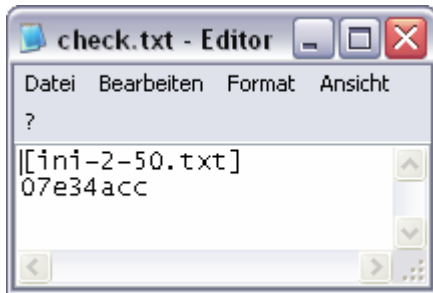 check.txt - Editor
Datei Bearbeiten Format Ansicht
?
[ini-2-50.txt]
07e34acc